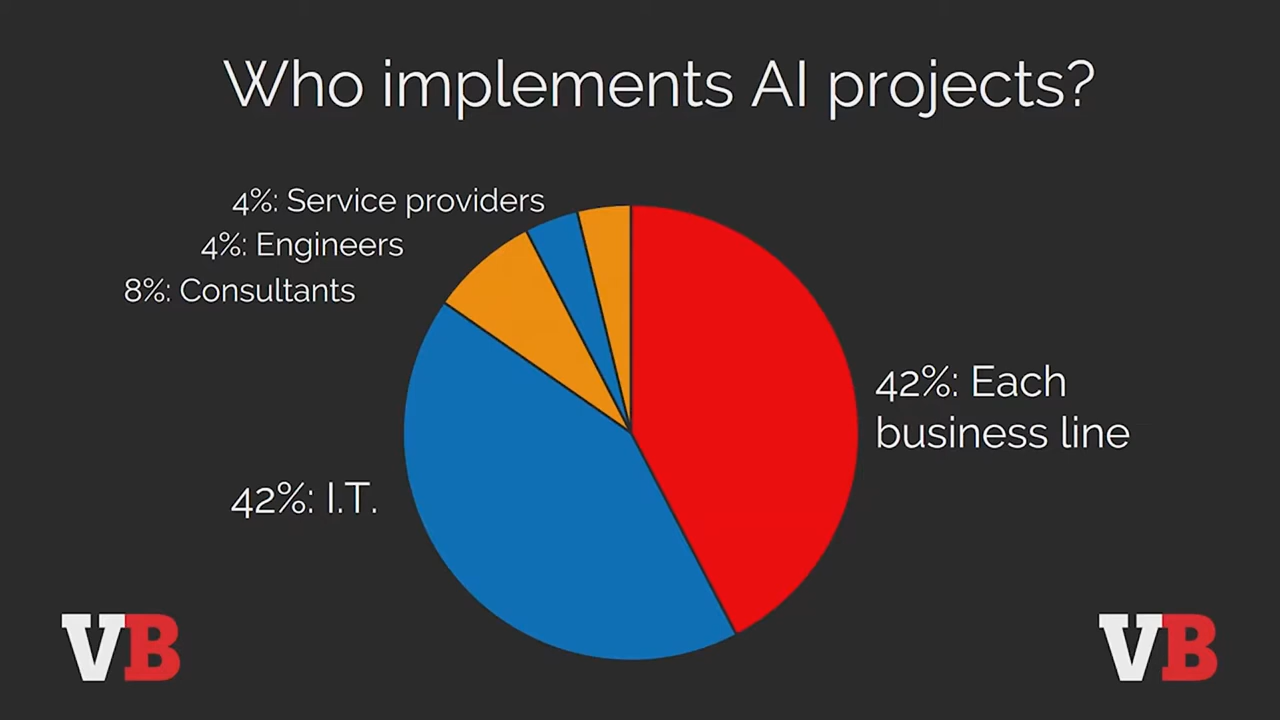 Who implements AI projects?
4%: Service providers
4%: Engineers
8%: Consultants
42%: Each
business line
42%: I.T.
VB
VB